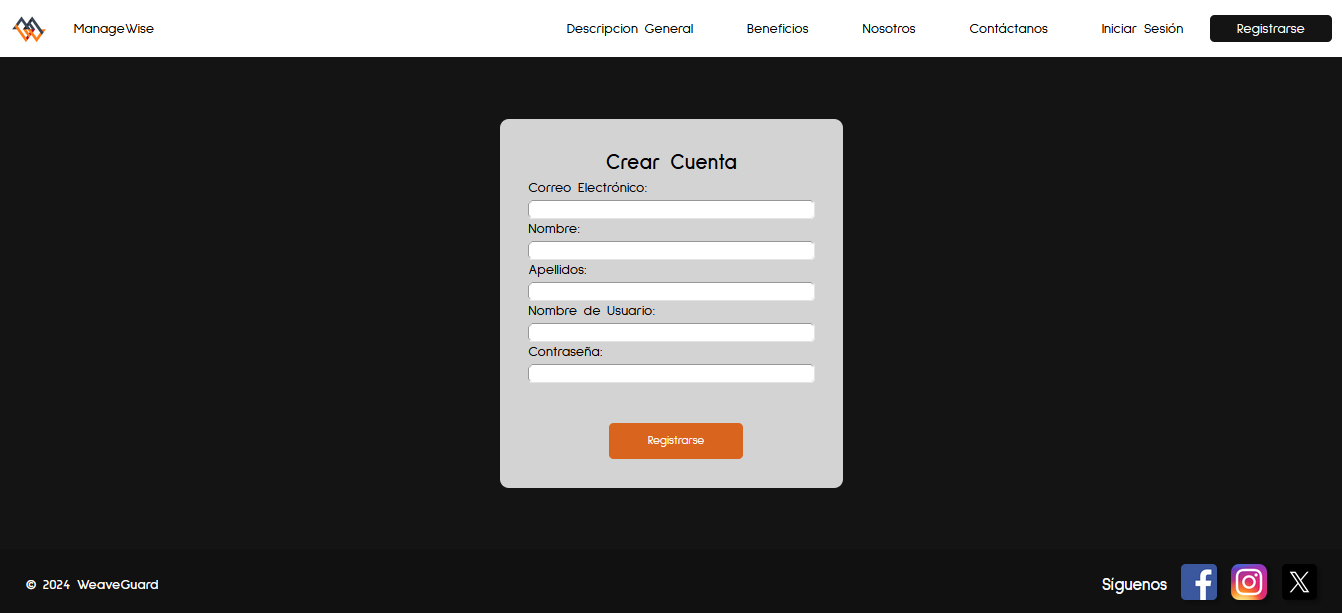 ManageWise Descripcion General Beneficios Nosotros Contáctanos Iniciar Sesión Registrarse
Crear Cuenta
Correo Electrónico:
Nombre:
Apellidos:
Nombre de Usuario:
Contraseña:
Registrarse
© 2024 WeaveGuard Síguenos